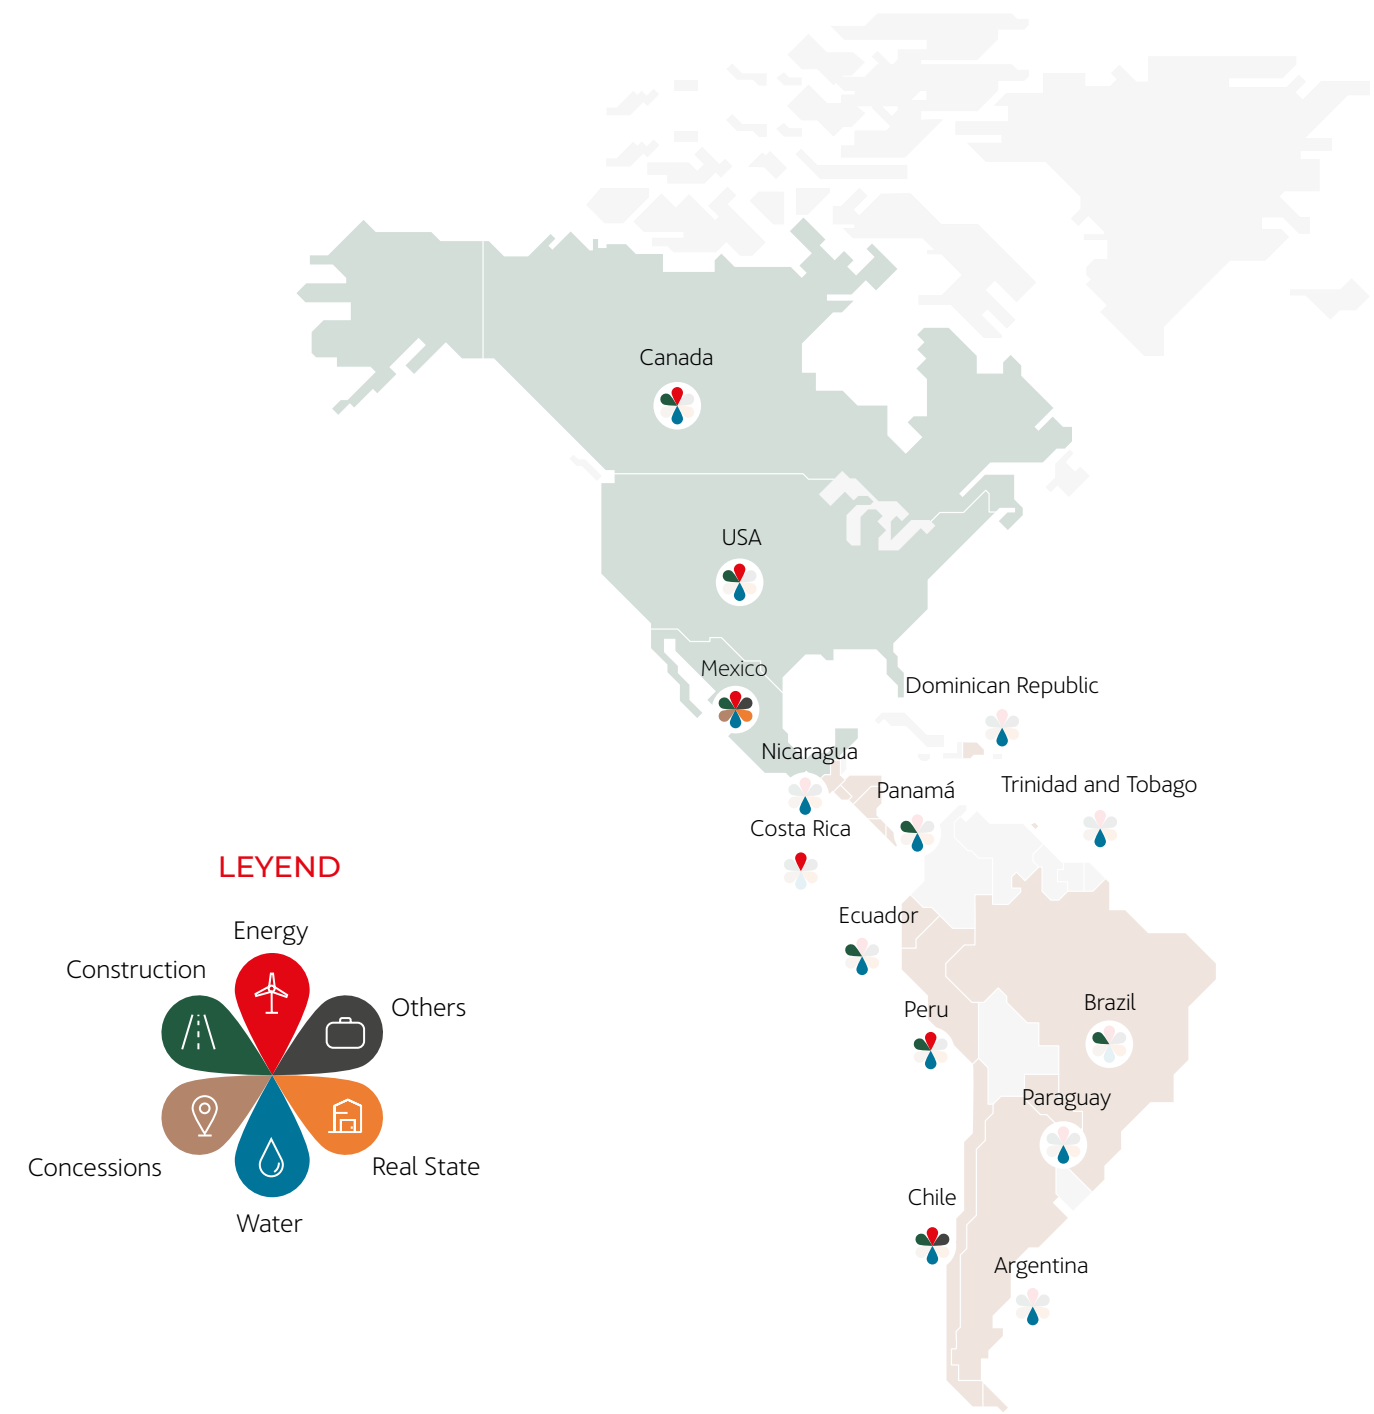 Canada
USA
Mexico
Dominican Republic
Nicaragua
Panamá
Trinidad and Tobago
Costa Rica
Ecuador
Peru
Brazil
Paraguay
Chile
Argentina
LEYEND
Energy
Construction
Others
Concessions
Real State
Water